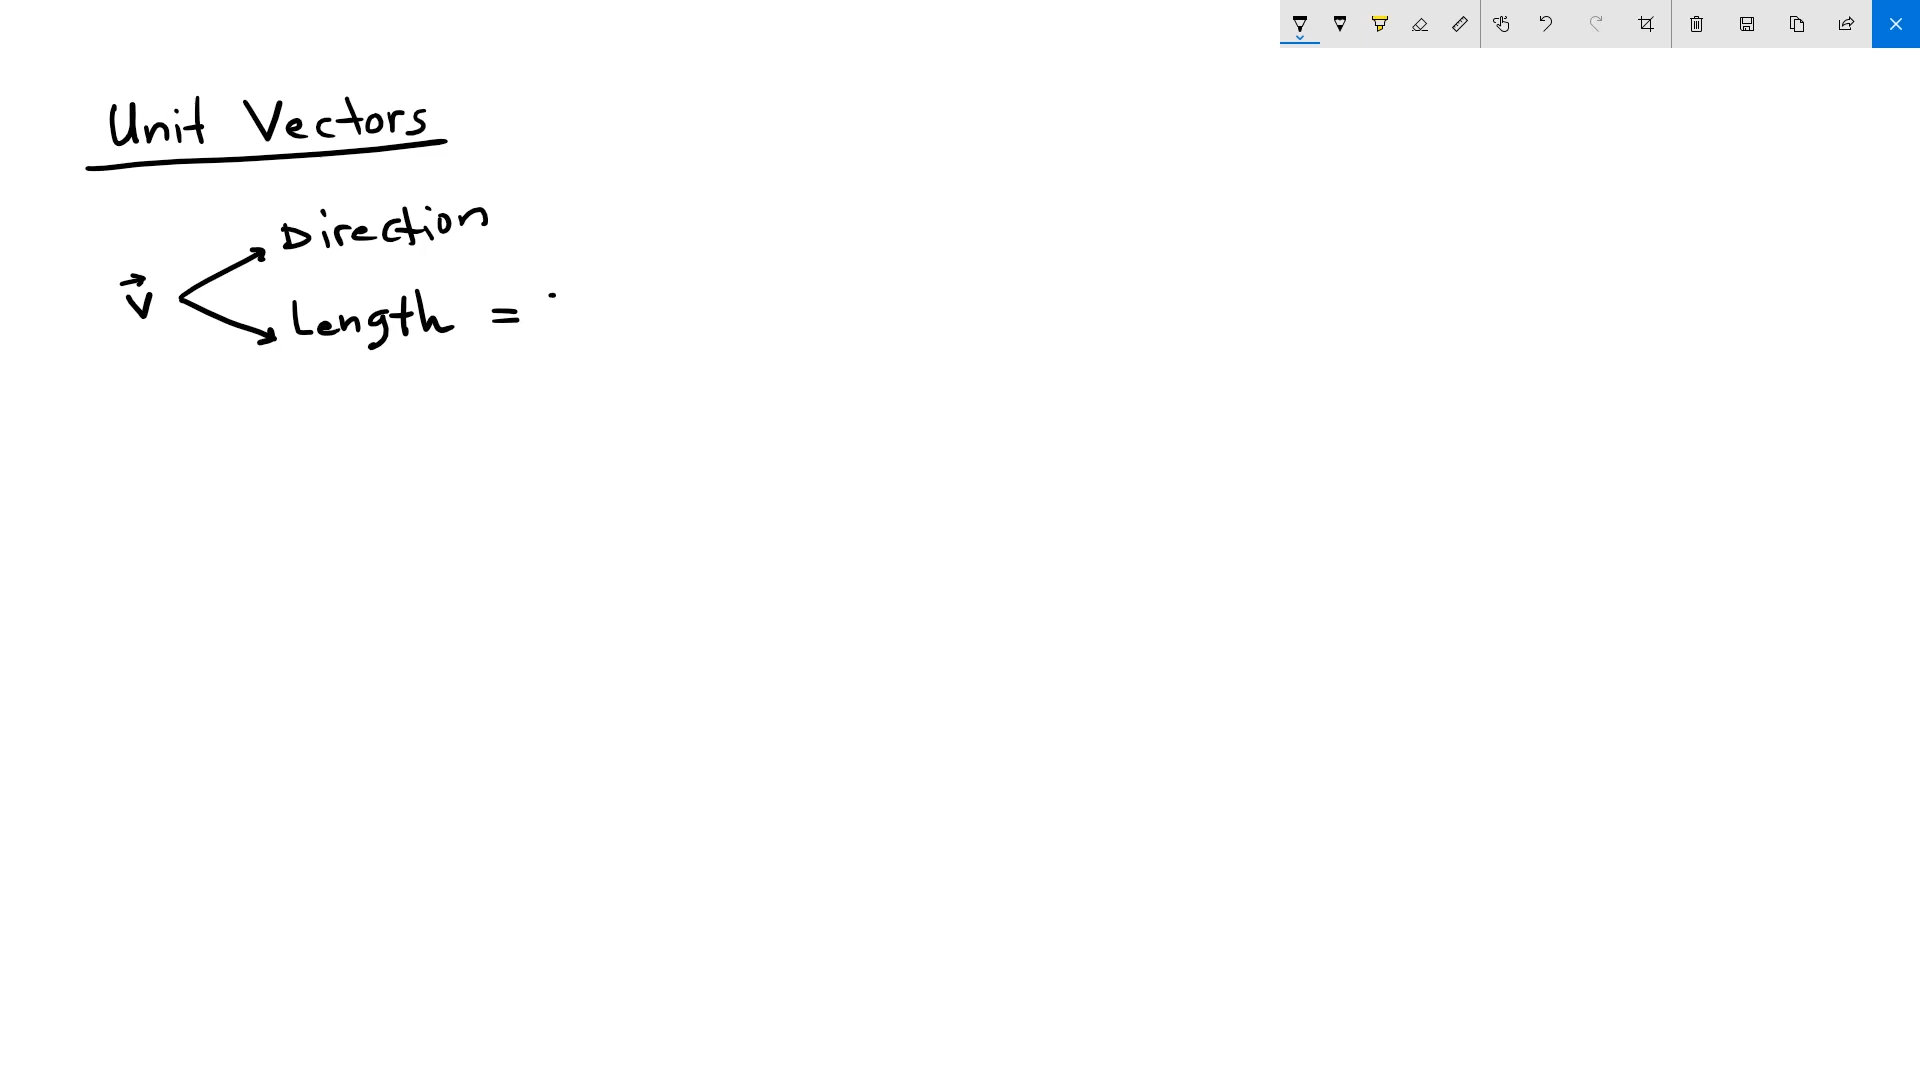 Unit Vectors
Direction
v⃗
Length =